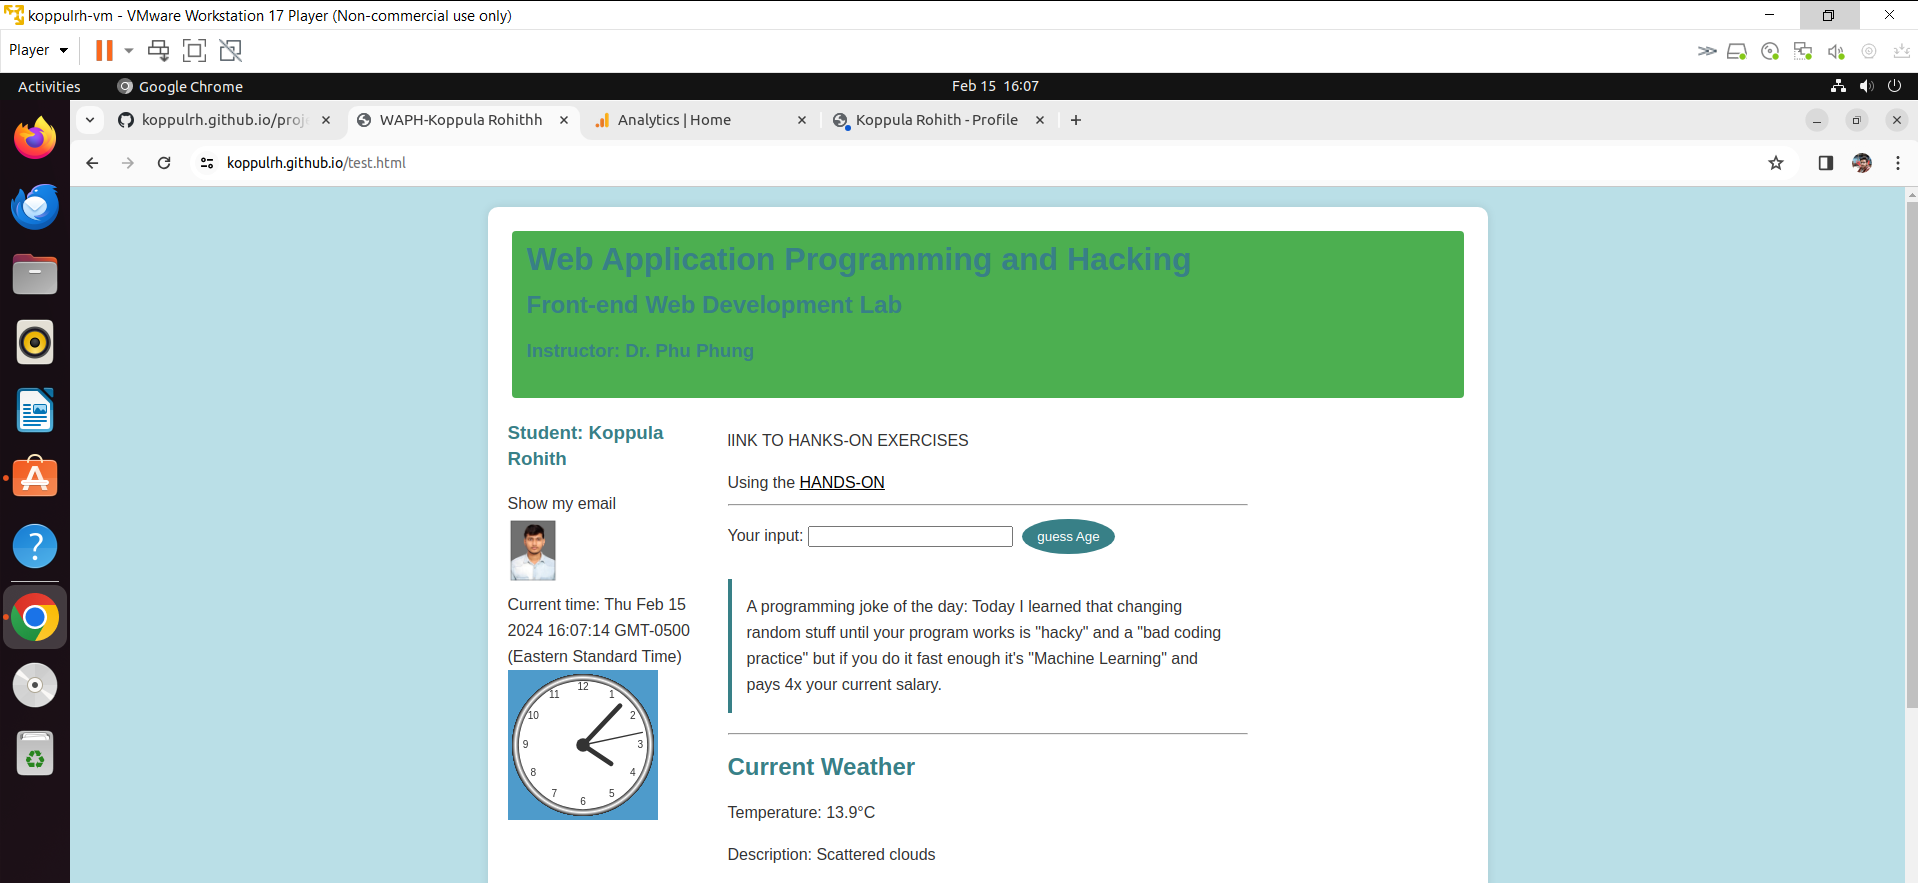 koppulrh-vm - VMware Workstation 17 Player (Non-commercial use only)
Player
Activities
Google Chrome
Feb 15 16:07
koppulrh.github.io/proj
WAPH-Koppula Rohithh
Analytics | Home
Koppula Rohith - Profile
koppulrh.github.io/test.html
Web Application Programming and Hacking
Front-end Web Development Lab
Instructor: Dr. Phu Phung
Student: Koppula
Rohith
Show my email
Current time: Thu Feb 15
2024 16:07:14 GMT-0500
(Eastern Standard Time)
12
1
2
3
4
5
6
7
8
9
10
11
lINK TO HANKS-ON EXERCISES
Using the HANDS-ON
Your input:
guess Age
A programming joke of the day: Today I learned that changing
random stuff until your program works is "hacky" and a "bad coding
practice" but if you do it fast enough it's "Machine Learning" and
pays 4x your current salary.
Current Weather
Temperature: 13.9°C
Description: Scattered clouds